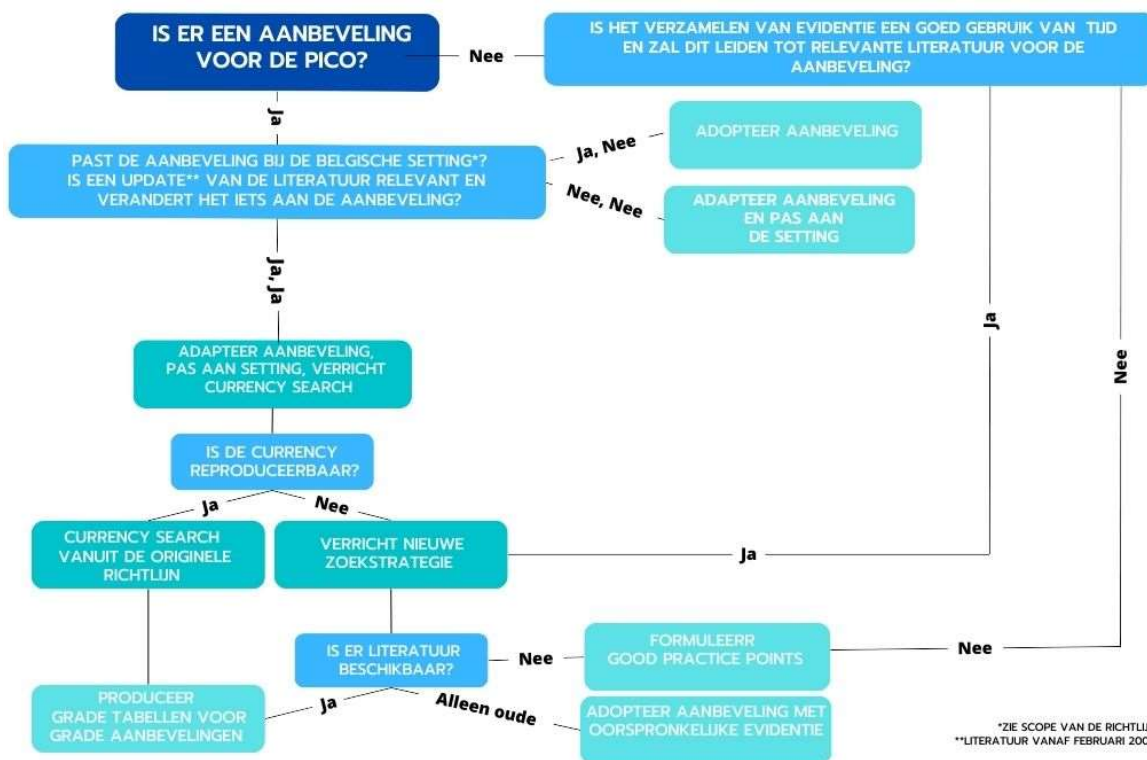 IS ER EEN AANBEVELING
VOOR DE PICO?
Nee
IS HET VERZAMELEN VAN EVIDENTIE EEN GOED GEBRUIK VAN TIJD
EN ZAL DIT LEIDEN TOT RELEVANTE LITERATUUR VOOR DE
AANBEVELING?
Ja
PAST DE AANBEVELING BIJ DE BELGISCHE SETTING*?
IS EEN UPDATE** VAN DE LITERATUUR RELEVANT EN
VERANDERT HET IETS AAN DE AANBEVELING?
Ja, Nee
ADOPTEER AANBEVELING
Nee, Nee
ADAPTEER AANBEVELING
EN PAS AAN
DE SETTING
Ja, Ja
Ja
Nee
ADAPTEER AANBEVELING,
PAS AAN SETTING, VERRICHT
CURRENCY SEARCH
IS DE CURRENCY
REPRODUCEERBAAR?
Ja
Nee
CURRENCY SEARCH
VANUIT DE ORIGINELE
RICHTLIJN
VERRICHT NIEUWE
ZOEKSTRATEGIE
Ja
IS ER LITERATUUR
BESCHIKBAAR?
Nee
FORMULEERR
GOOD PRACTICE POINTS
Nee
PRODUCEER
GRADE TABELLEN VOOR
GRADE AANBEVELINGEN
Ja
Alleen oude
ADOPTEER AANBEVELING MET
OORSPRONKELIJKE EVIDENTIE
*ZIE SCOPE VAN DE
**LITERATUUR VANAF FEBRUARI